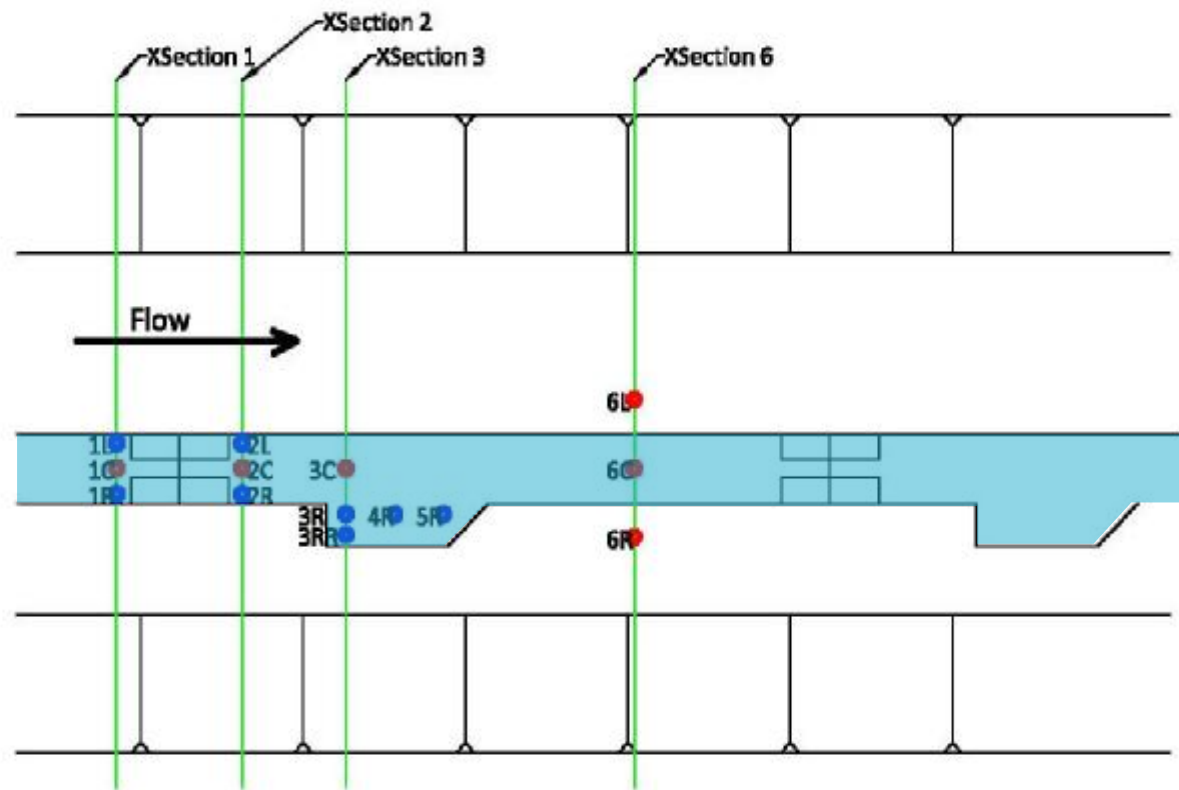 XSection 2
XSection 1
XSection 3
XSection 6
Flow
6L
1L
2L
1C
2C
3C
6C
1R
2R
3R
4R
5R
3RR
6R